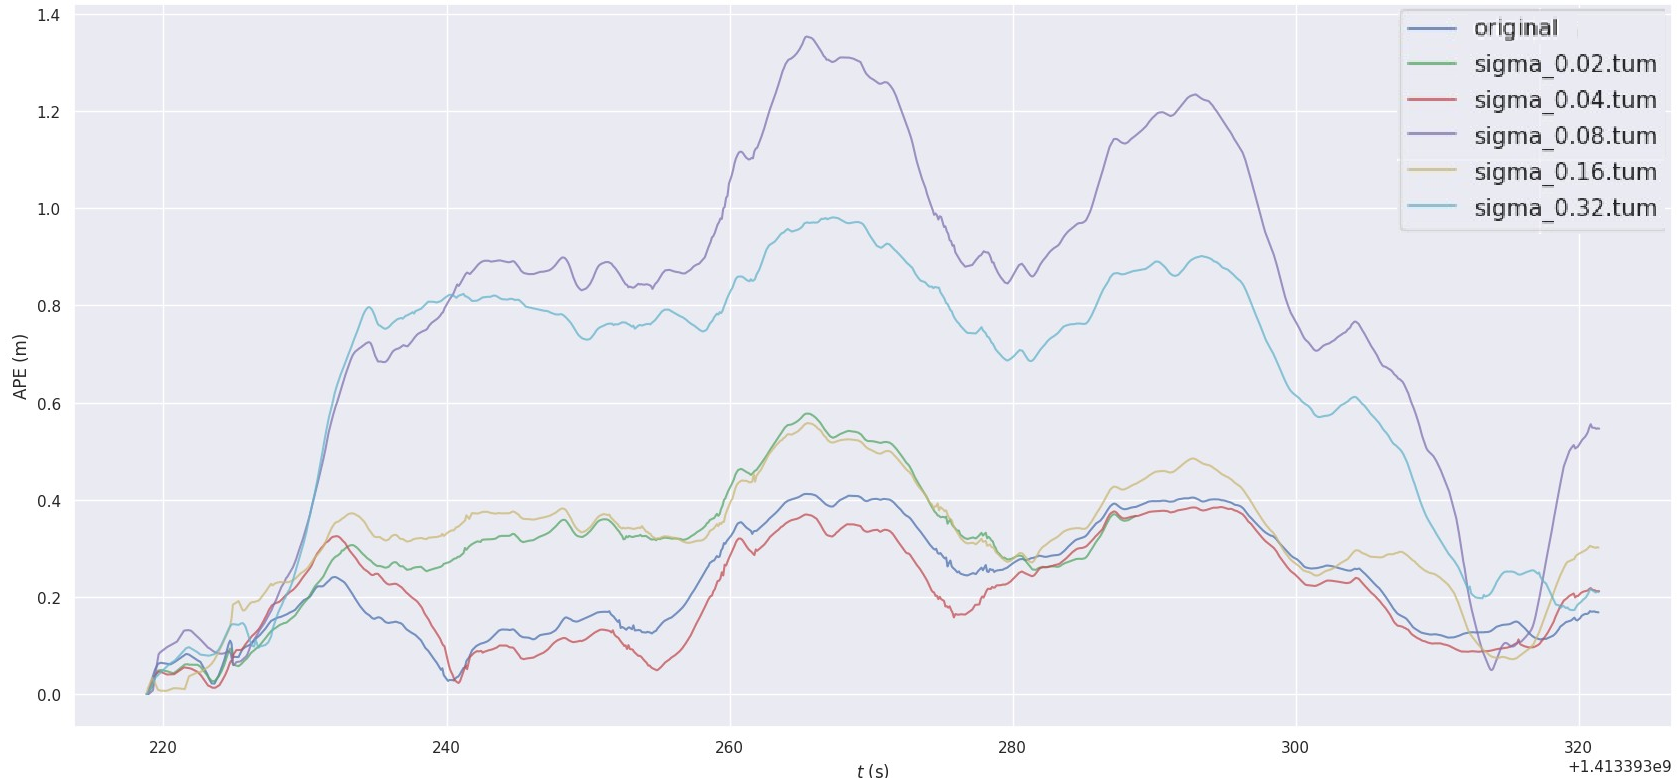 1.4
1.2
1.0
0.8
0.6
0.4
0.2
0.0
APE (m)
original
sigma_0.02.tum
sigma_0.04.tum
sigma_0.08.tum
sigma_0.16.tum
sigma_0.32.tum
220 240 260 280 300 320
t (s)
+1.413393e9